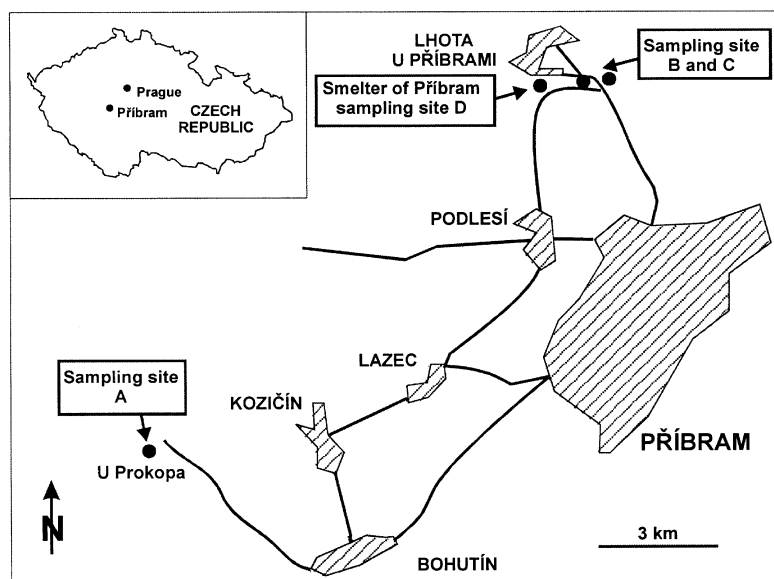 Prague
Příbram
CZECH
REPUBLIC
LHOTA
U PŘÍBRAMI
Sampling site
B and C
Smelter of Příbram
sampling site D
PODLESÍ
LAZEC
Sampling site
A
KOZIČÍN
U Prokopa
PŘÍBRAM
N
BOHUTÍN
3 km